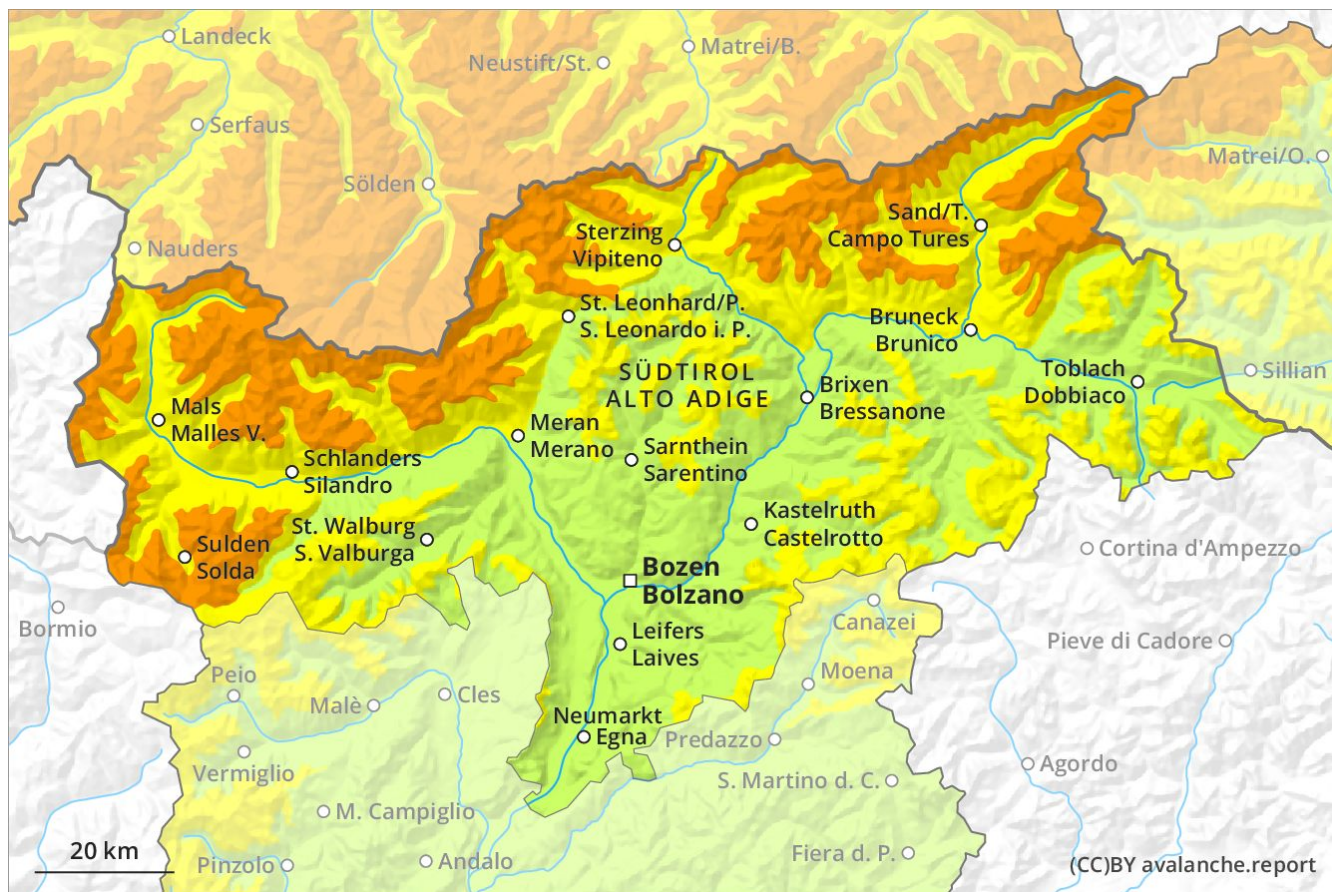 Landeck
Matrei/B.
Neustift/St.
Serfaus
Matrei/O.
Sölden
Sand/T.
Campo Tures
Sterzing
Vipiteno
Nauders
St. Leonhard/P.
S. Leonardo i. P.
Bruneck
Brunico
SÜDTIROL
ALTO ADIGE
Toblach
Dobbiaco
Sillian
Brixen
Bressanone
Mals
Malles V.
Meran
Merano
Sarnthein
Sarentino
Schlanders
Silandro
St. Walburg
S. Valburga
Kastelruth
Castelrotto
Sulden
Solda
Cortina d'Ampezzo
Bozen
Bolzano
Bormio
Canazei
Leifers
Laives
Pieve di Cadore
Peio
Moena
Malè
Cles
Neumarkt
Egna
Predazzo
Vermiglio
Agordo
S. Martino d. C.
M. Campiglio
20 km
Pinzolo
Andalo
Fiera d. P.
(CC)BY avalanche.report